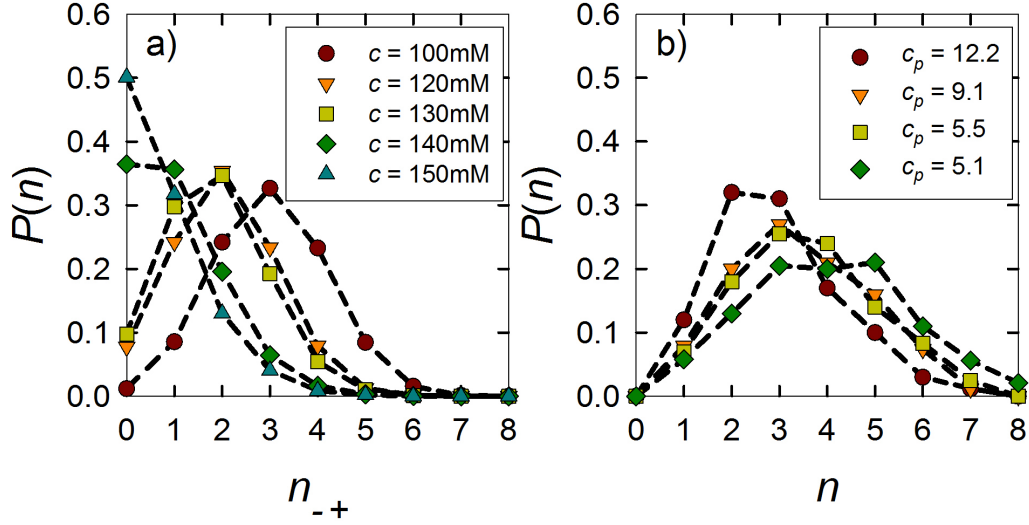 a)
c = 100mM
c = 120mM
c = 130mM
c = 140mM
c = 150mM
P(n)
0.6
0.5
0.4
0.3
0.2
0.1
0.0
0 1 2 3 4 5 6 7 8
n-+
b)
cp = 12.2
cp = 9.1
cp = 5.5
cp = 5.1
P(n)
0.6
0.5
0.4
0.3
0.2
0.1
0.0
0 1 2 3 4 5 6 7 8
n